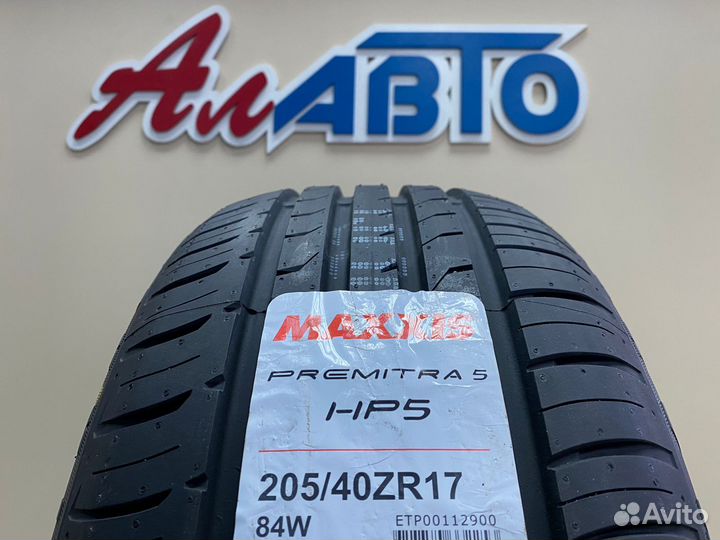 АлАВТО
MAXXIS
PREMITRA 5
HP5
205/40ZR17
84W
ETP00112900
Avito